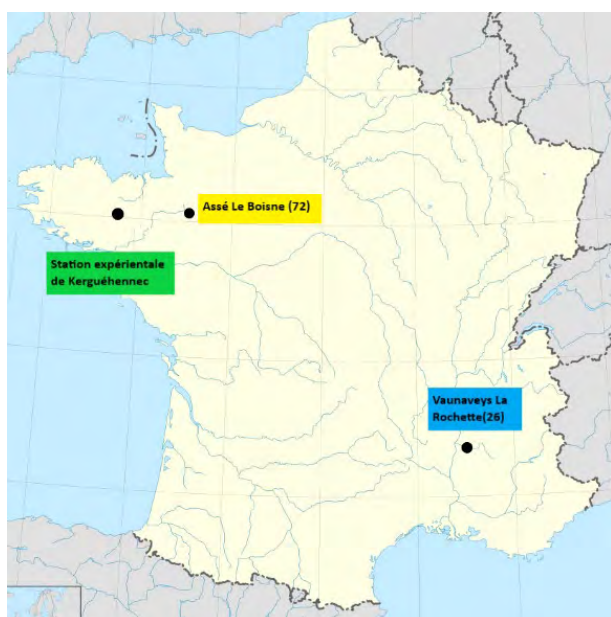 Assé Le Boisne (72)
Station expérientale
de Kerguéhennec
Vaunaveys La
Rochette(26)